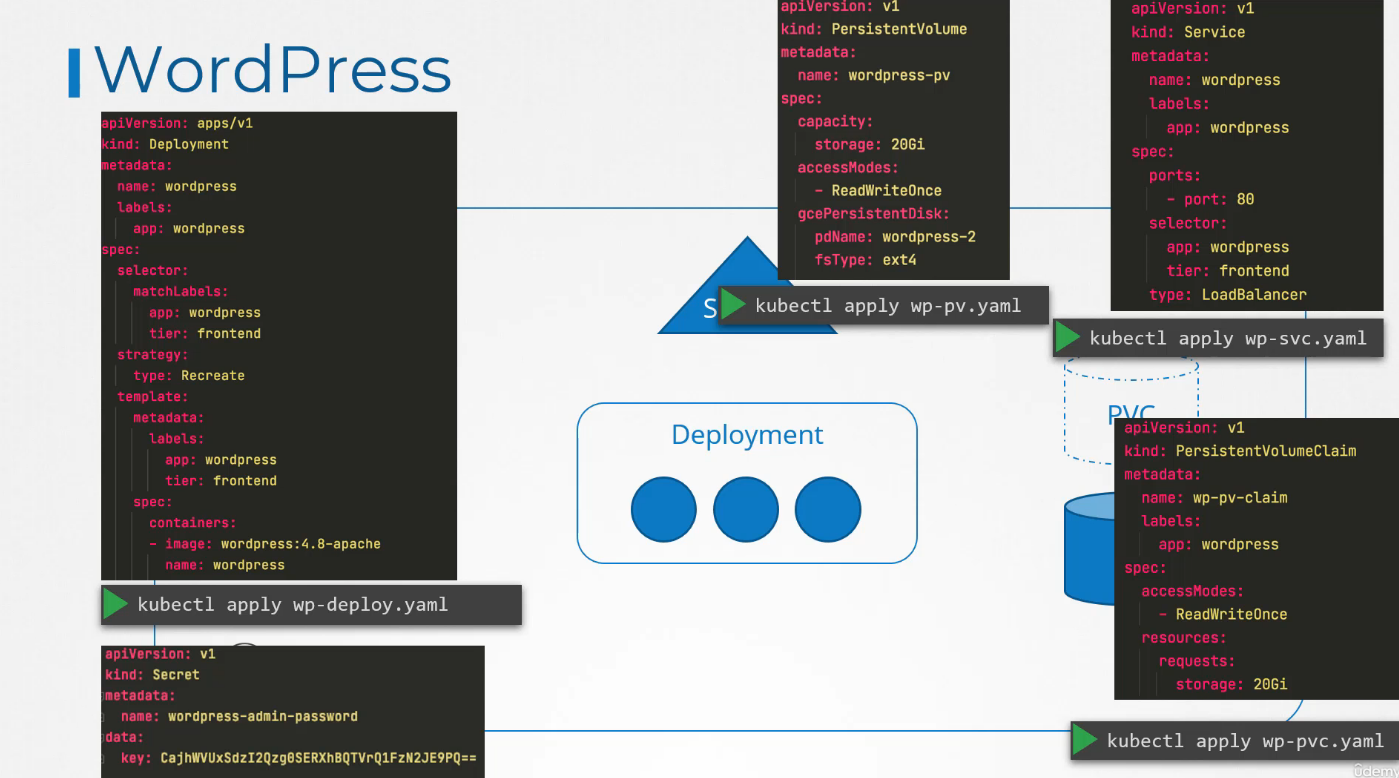 WordPress
apiVersion: apps/v1
kind: Deployment
metadata:
  name: wordpress
  labels:
    app: wordpress
spec:
  selector:
    matchLabels:
      app: wordpress
      tier: frontend
  strategy:
    type: Recreate
  template:
    metadata:
      labels:
        app: wordpress
        tier: frontend
    spec:
      containers:
      - image: wordpress:4.8-apache
        name: wordpress
kubectl apply wp-deploy.yaml
apiVersion: v1
kind: Secret
metadata:
  name: wordpress-admin-password
data:
  key: CajhWVUxSdzI2Qzg0SERXhBQTVrQ1FzN2JE9PQ==
apiVersion: v1
kind: PersistentVolume
metadata:
  name: wordpress-pv
spec:
  capacity:
    storage: 20Gi
  accessModes:
    - ReadWriteOnce
  gcePersistentDisk:
    pdName: wordpress-2
    fsType: ext4
kubectl apply wp-pv.yaml
Deployment
apiVersion: v1
kind: Service
metadata:
  name: wordpress
  labels:
    app: wordpress
spec:
  ports:
    - port: 80
  selector:
    app: wordpress
    tier: frontend
  type: LoadBalancer
kubectl apply wp-svc.yaml
PVC
apiVersion: v1
kind: PersistentVolumeClaim
metadata:
  name: wp-pv-claim
  labels:
    app: wordpress
spec:
  accessModes:
    - ReadWriteOnce
  resources:
    requests:
      storage: 20Gi
kubectl apply wp-pvc.yaml
ûdemy